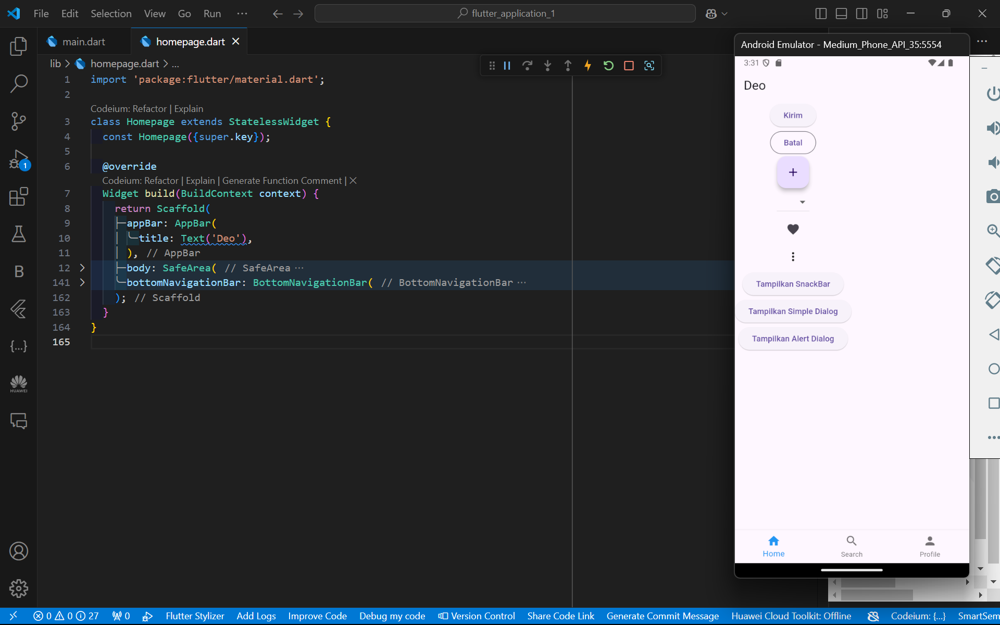 File Edit Selection View Go Run ··· flutter_application_1
main.dart homepage.dart
lib > homepage.dart > ...
1 import 'package:flutter/material.dart';
2
Codeium: Refactor | Explain
3 class Homepage extends StatelessWidget {
4 const Homepage({super.key});
5
6 @override
Codeium: Refactor | Explain | Generate Function Comment | X
7 Widget build(BuildContext context) {
8 return Scaffold(
9 appBar: AppBar(
10 title: Text('Deo'),
11 ), // AppBar
12 body: SafeArea( // SafeArea ···
141 bottomNavigationBar: BottomNavigationBar( // BottomNavigationBar ···
162 ); // Scaffold
163 }
164 }
165
1
B
{...}
HUAWEI
Android Emulator - Medium_Phone_API_35:5554
3:31
Deo
Kirim
Batal
+
Tampilkan SnackBar
Tampilkan Simple Dialog
Tampilkan Alert Dialog
Home Search Profile
0 0 27 0 Flutter Stylizer Add Logs Improve Code Debug my code Version Control Share Code Link Generate Commit Message Huawei Cloud Toolkit: Offline Codeium: {...} SmartSem